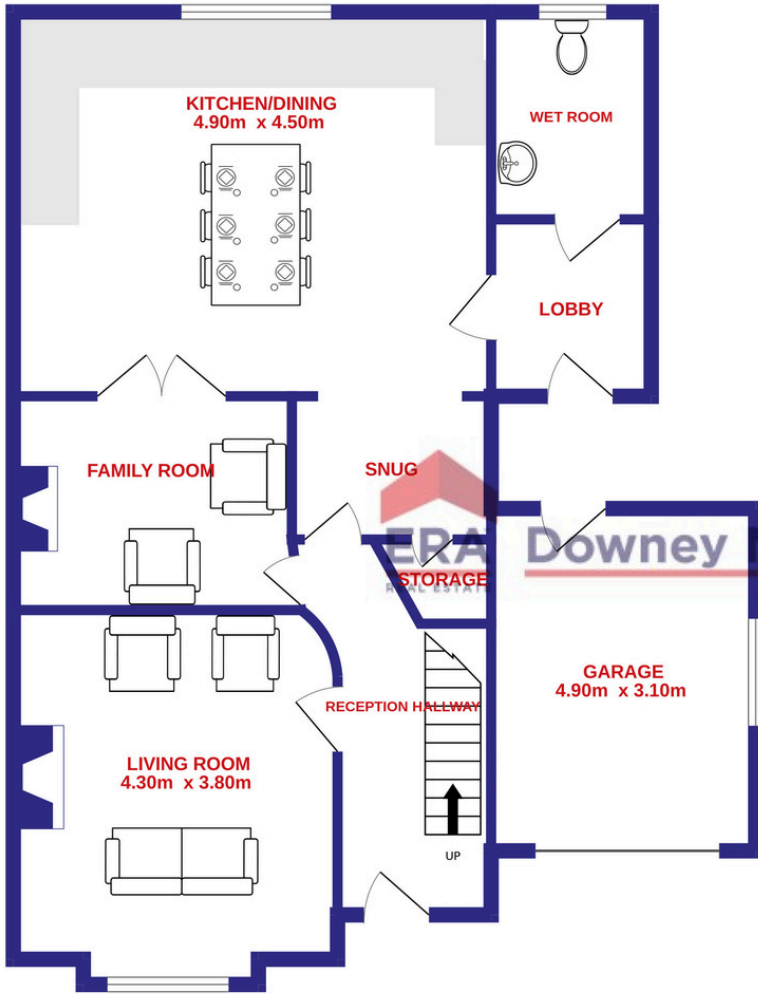 KITCHEN/DINING
4.90m x 4.50m
WET ROOM
LOBBY
FAMILY ROOM
SNUG
ERA Downey
REAL ESTATE
STORAGE
GARAGE
4.90m x 3.10m
RECEPTION HALLWAY
LIVING ROOM
4.30m x 3.80m
UP